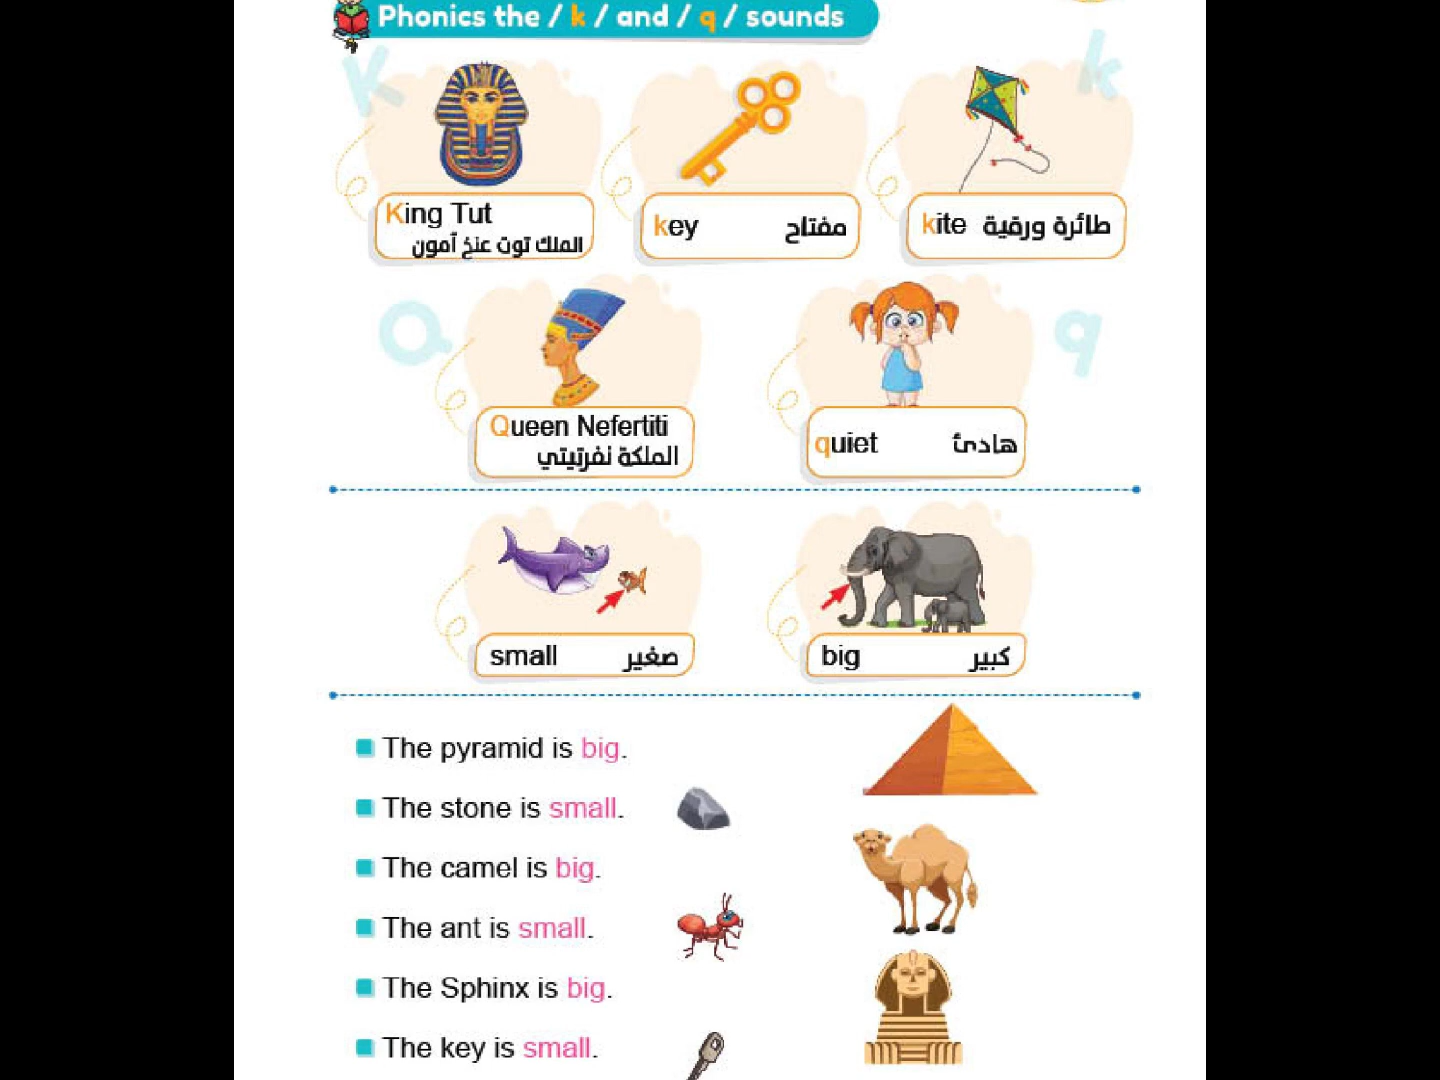 Phonics the / k / and / q / sounds
K k
King Tut
الملك توت عنخ آمون
key مفتاح
kite طائرة ورقية
Q q
Queen Nefertiti
الملكة نفرتيتي
quiet هادئ
small صغير
big كبير
The pyramid is big.
The stone is small.
The camel is big.
The ant is small.
The Sphinx is big.
The key is small.